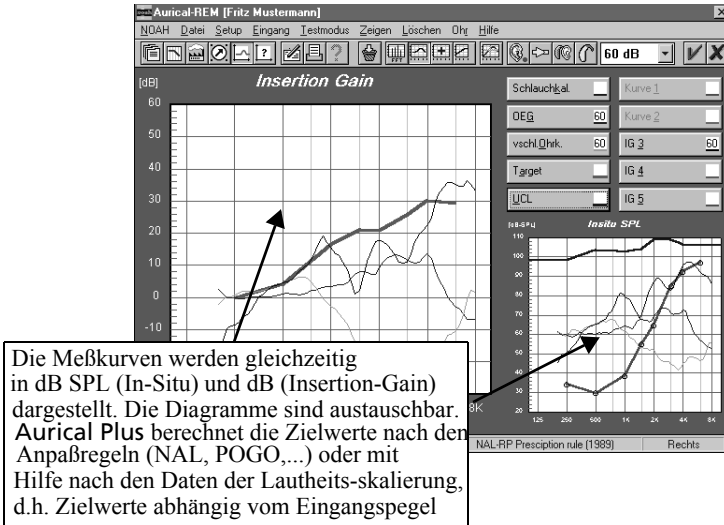 Aurical-REM [Fritz Mustermann]
NOAH Datei Setup Eingang Testmodus Zeigen Löschen Ohr Hilfe
60 dB
[dB]
Insertion Gain
60
50
40
30
20
10
0
-10
Schlauchkal.
Kurve 1
OEG 60
Kurve 2
vschl.Ohrk. 60
IG 3 60
Target
IG 4
UCL
IG 5
[dB-SPL]
Insitu SPL
110
100
90
80
70
60
50
40
30
20
125 250 500 1K 2K 4K 8K
8K
NAL-RP Presciption rule (1989)
Rechts
Die Meßkurven werden gleichzeitig
in dB SPL (In-Situ) und dB (Insertion-Gain)
dargestellt. Die Diagramme sind austauschbar.
Aurical Plus berechnet die Zielwerte nach den
Anpaßregeln (NAL, POGO,...) oder mit
Hilfe nach den Daten der Lautheits-skalierung,
d.h. Zielwerte abhängig vom Eingangspegel